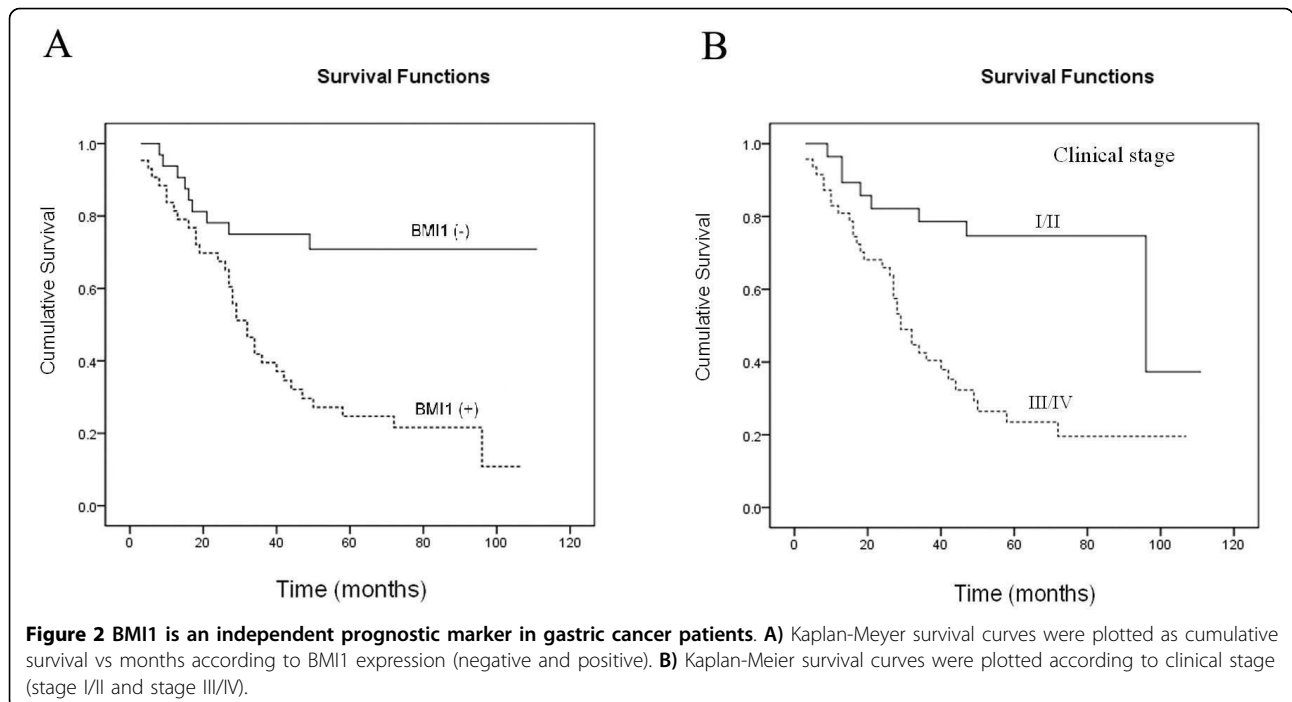 A
Survival Functions
1.0
0.8
0.6
0.4
0.2
0.0
Cumulative Survival
BMI1 (-)
BMI1 (+)
0 20 40 60 80 100 120
Time (months)
B
Survival Functions
1.0
0.8
0.6
0.4
0.2
0.0
Cumulative Survival
Clinical stage
I/II
III/IV
0 20 40 60 80 100 120
Time (months)
Figure 2 BMI1 is an independent prognostic marker in gastric cancer patients. A) Kaplan-Meyer survival curves were plotted as cumulative
survival vs months according to BMI1 expression (negative and positive). B) Kaplan-Meier survival curves were plotted according to clinical stage
(stage I/II and stage III/IV).